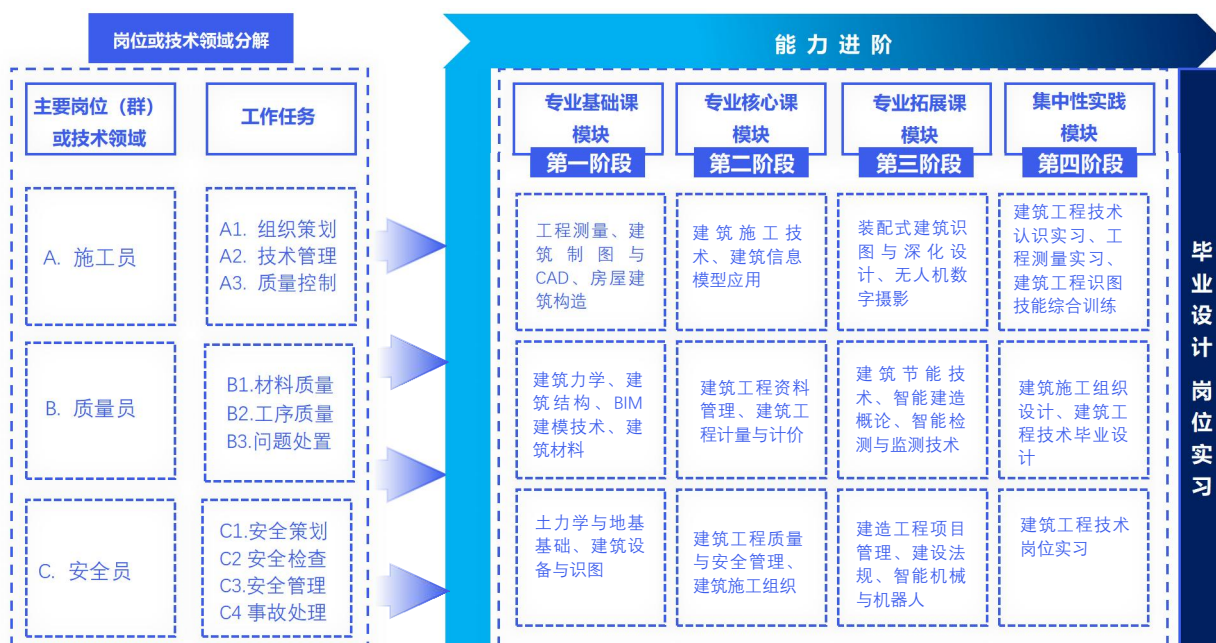 岗位或技术领域分解
能力进阶
主要岗位（群）
或技术领域
工作任务
专业基础课
模块
第一阶段
专业核心课
模块
第二阶段
专业拓展课
模块
第三阶段
集中性实践
模块
第四阶段
A. 施工员
A1. 组织策划
A2. 技术管理
A3. 质量控制
工程测量、建
筑制图与
CAD、房屋建
筑构造
建筑施工技
术、建筑信息
模型应用
装配式建筑识
图与深化设
计、无人机数
字摄影
建筑工程技术
认识实习、工
程测量实习、
建筑工程识图
技能综合训练
B. 质量员
B1.材料质量
B2.工序质量
B3.问题处置
建筑力学、建
筑结构、BIM
建模技术、建
筑材料
建筑工程资料
管理、建筑工
程计量与计价
建筑节能技
术、智能建造
概论、智能检
测与监测技术
建筑施工组织
设计、建筑工
程技术毕业设
计
C. 安全员
C1.安全策划
C2 安全检查
C3.安全管理
C4 事故处理
土力学与地基
基础、建筑设
备与识图
建筑工程质量
与安全管理、
建筑施工组织
建造工程项目
管理、建设法
规、智能机械
与机器人
建筑工程技术
岗位实习
毕业设计 岗位实习